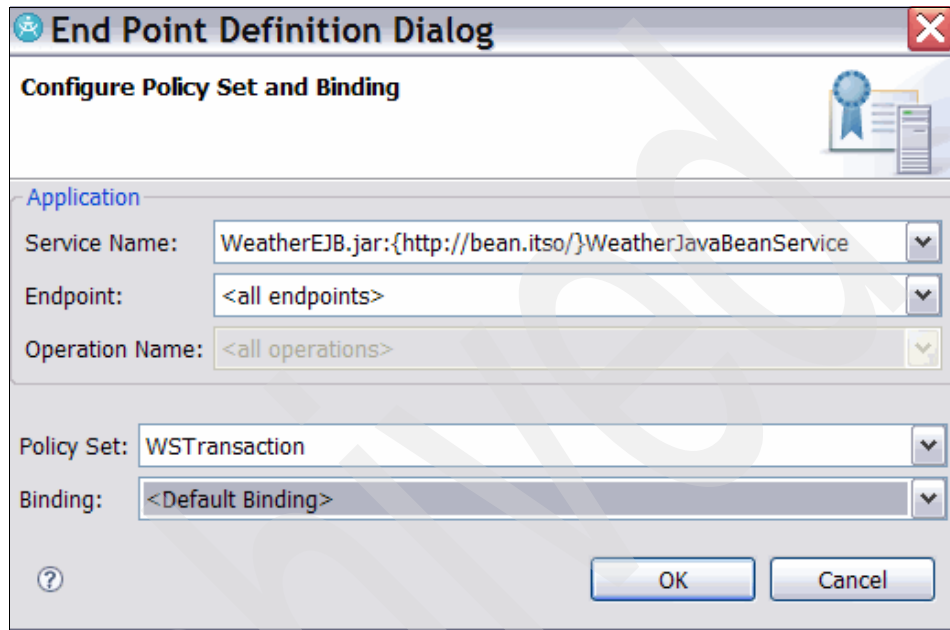 End Point Definition Dialog
Configure Policy Set and Binding
Application
Service Name: WeatherEJB.jar:{http://bean.itso/}WeatherJavaBeanService
Endpoint: <all endpoints>
Operation Name: <all operations>
Policy Set: WSTransaction
Binding: <Default Binding>
? OK Cancel